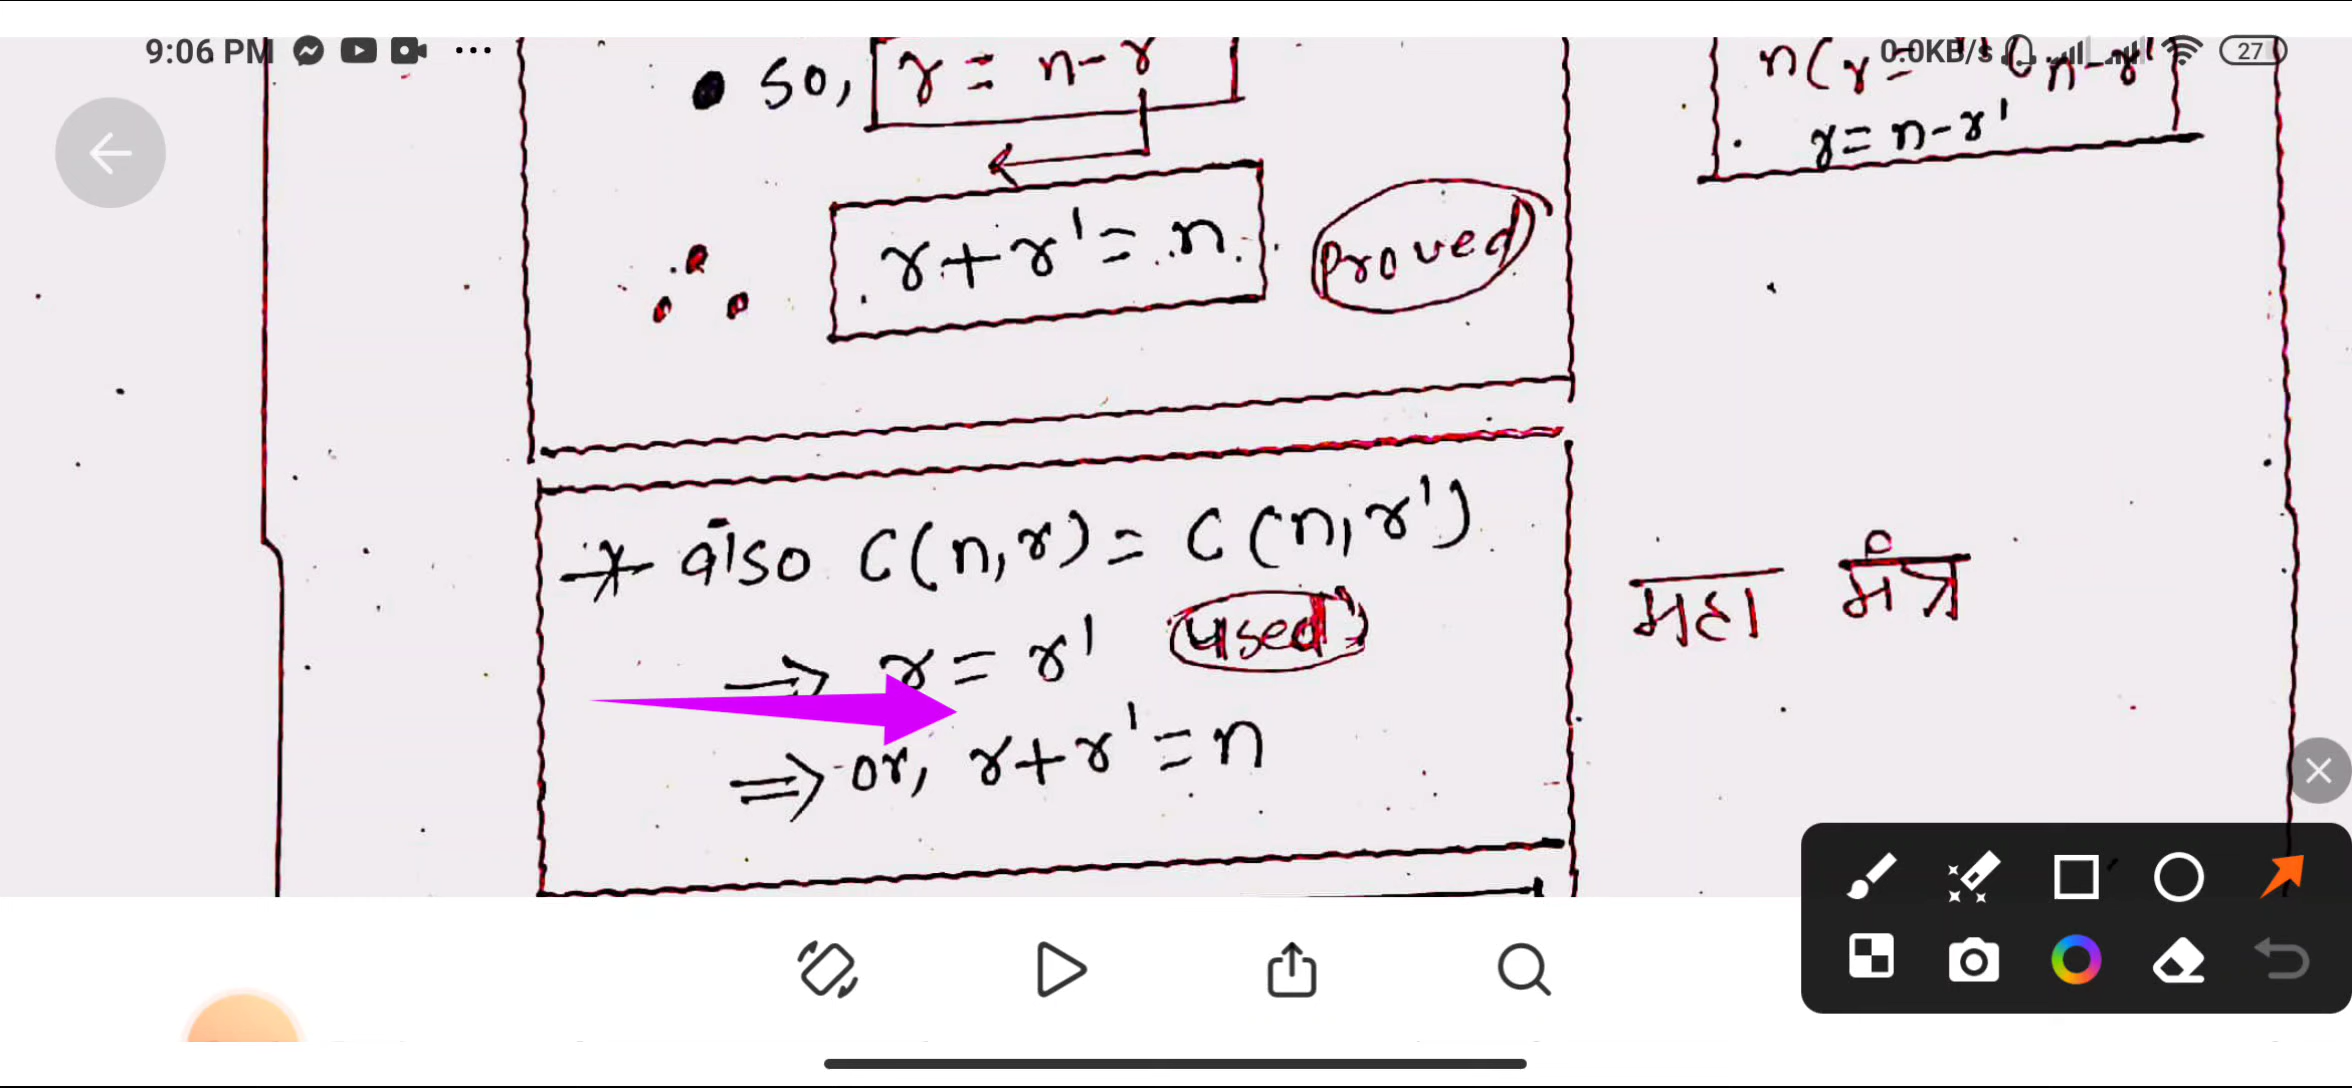 9:06 PM ... 0.0KB/s 27
• so, r = n-r
r = n-r'
∴ r+r' = n. Proved
* also C(n,r) = C(n,r')
⇒ r = r' used
महा मंत्र
⇒ or, r+r' = n